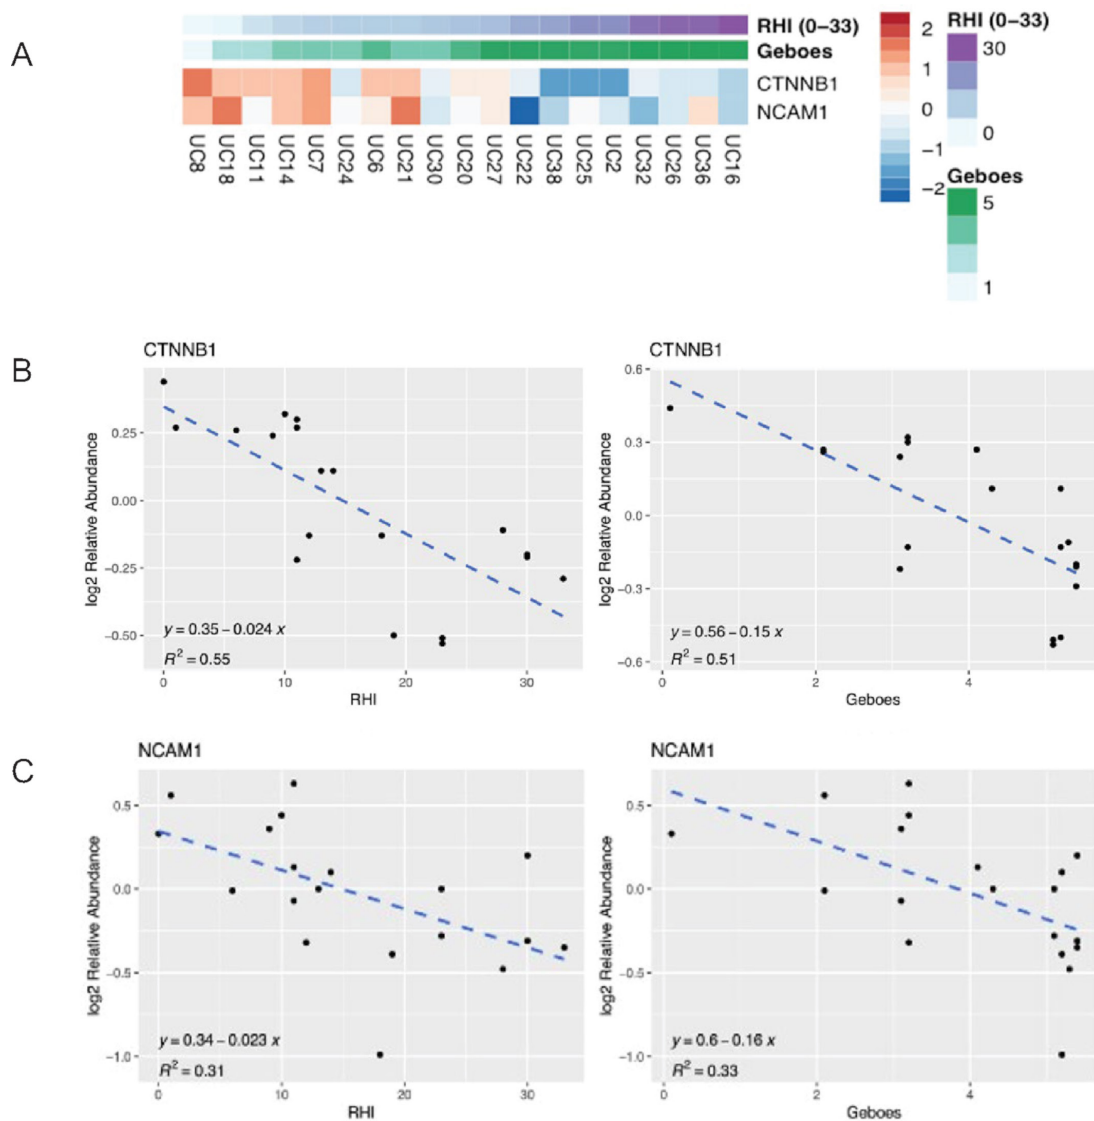 A
RHI (0–33)
Geboes
CTNNB1
NCAM1
UC8 UC18 UC11 UC14 UC7 UC24 UC6 UC21 UC30 UC20 UC27 UC22 UC38 UC25 UC2 UC32 UC26 UC36 UC16
2
1
0
−1
−2
RHI (0–33)
30
0
Geboes
5
1
B
CTNNB1
log2 Relative Abundance
0.25
0.00
−0.25
−0.50
y = 0.35 − 0.024 x
R² = 0.55
0 10 20 30
RHI
CTNNB1
log2 Relative Abundance
0.6
0.3
0.0
−0.3
−0.6
y = 0.56 − 0.15 x
R² = 0.51
0 2 4
Geboes
C
NCAM1
log2 Relative Abundance
0.5
0.0
−0.5
−1.0
y = 0.34 − 0.023 x
R² = 0.31
0 10 20 30
RHI
NCAM1
log2 Relative Abundance
0.5
0.0
−0.5
−1.0
y = 0.6 − 0.16 x
R² = 0.33
0 2 4
Geboes